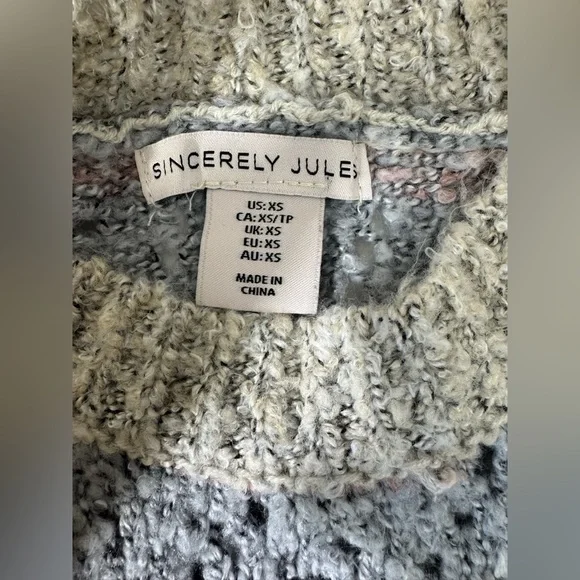 SINCERELY JULES
US: XS
CA: XS/TP
UK: XS
EU: XS
AU: XS
MADE IN
CHINA